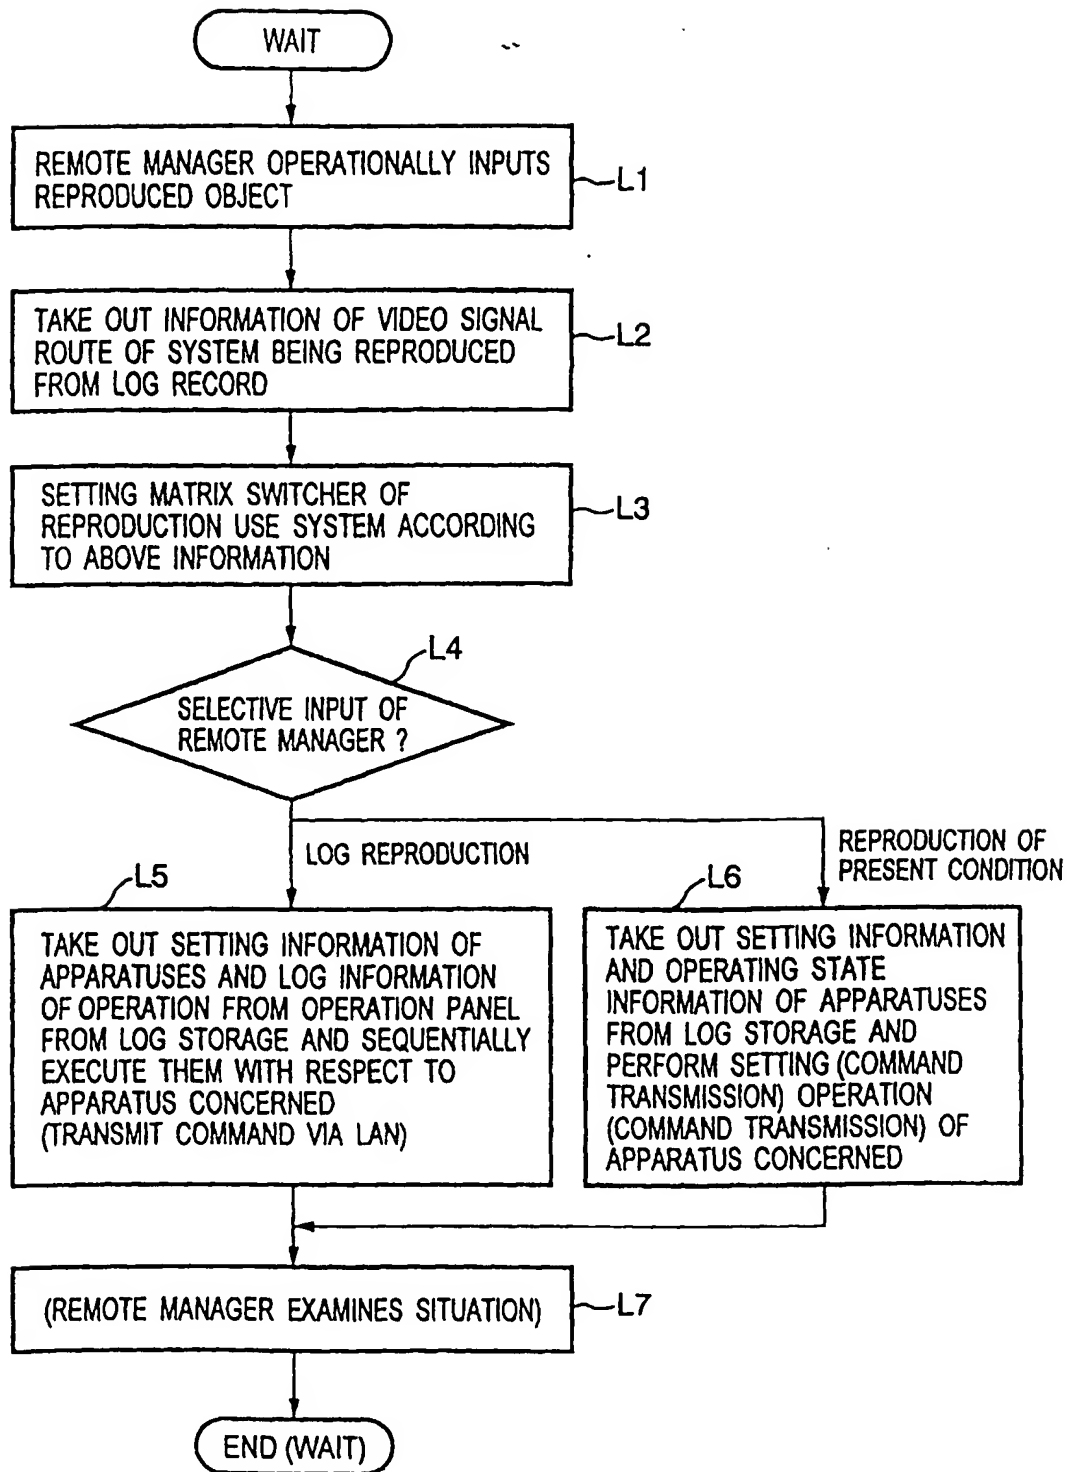 WAIT
REMOTE MANAGER OPERATIONALLY INPUTS
REPRODUCED OBJECT
L1
TAKE OUT INFORMATION OF VIDEO SIGNAL
ROUTE OF SYSTEM BEING REPRODUCED
FROM LOG RECORD
L2
SETTING MATRIX SWITCHER OF
REPRODUCTION USE SYSTEM ACCORDING
TO ABOVE INFORMATION
L3
L4
SELECTIVE INPUT OF
REMOTE MANAGER ?
LOG REPRODUCTION
REPRODUCTION OF
PRESENT CONDITION
L5
TAKE OUT SETTING INFORMATION OF
APPARATUSES AND LOG INFORMATION
OF OPERATION FROM OPERATION PANEL
FROM LOG STORAGE AND SEQUENTIALLY
EXECUTE THEM WITH RESPECT TO
APPARATUS CONCERNED
(TRANSMIT COMMAND VIA LAN)
L6
TAKE OUT SETTING INFORMATION
AND OPERATING STATE
INFORMATION OF APPARATUSES
FROM LOG STORAGE AND
PERFORM SETTING (COMMAND
TRANSMISSION) OPERATION
(COMMAND TRANSMISSION) OF
APPARATUS CONCERNED
(REMOTE MANAGER EXAMINES SITUATION)
L7
END (WAIT)